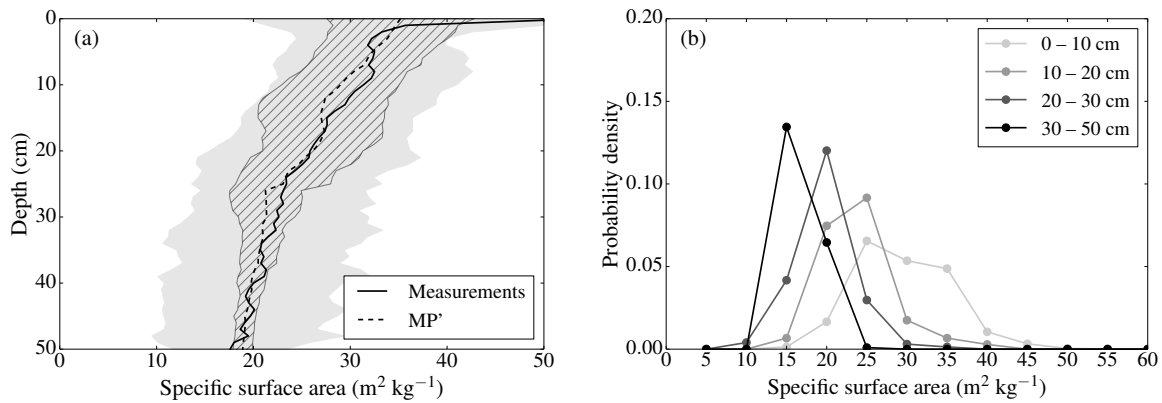 (a)
0
10
20
30
40
50
Depth (cm)
Measurements
MP’
0 10 20 30 40 50
Specific surface area (m² kg⁻¹)
(b)
0.20
0.15
0.10
0.05
0.00
Probability density
0 – 10 cm
10 – 20 cm
20 – 30 cm
30 – 50 cm
0 5 10 15 20 25 30 35 40 45 50 55 60
Specific surface area (m² kg⁻¹)